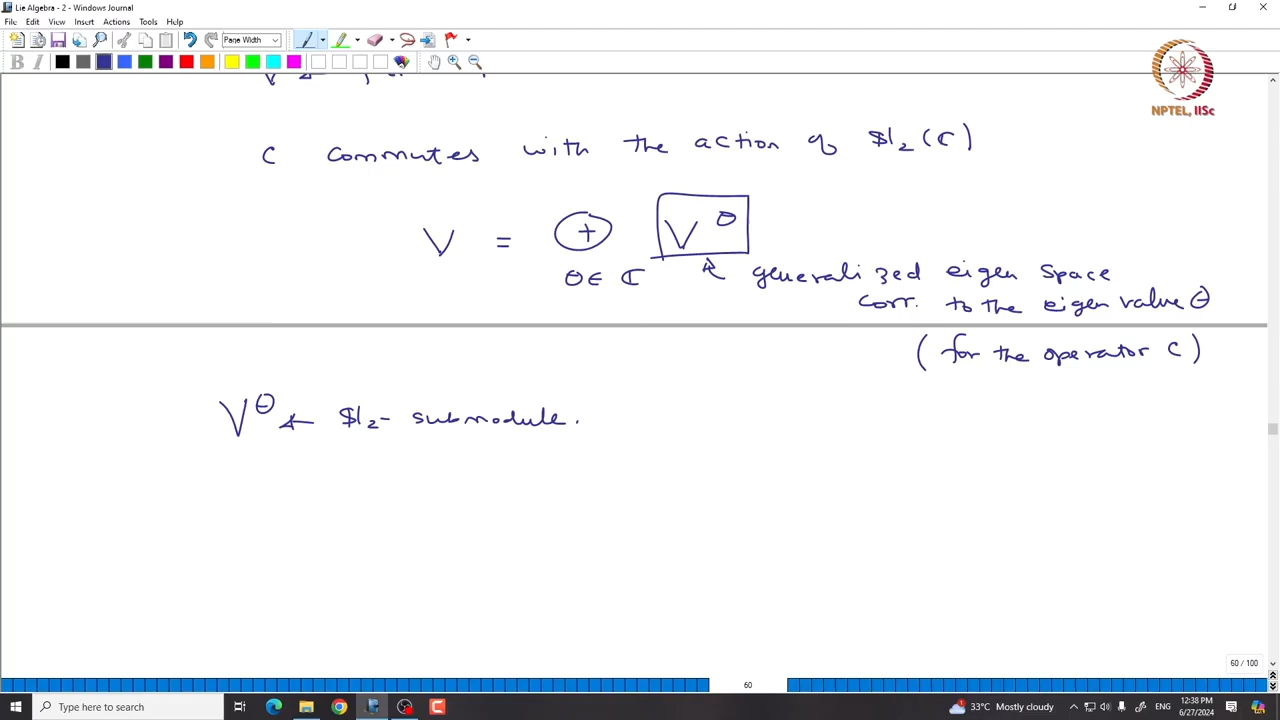 Lie Algebra - 2 - Windows Journal
File Edit View Insert Actions Tools Help
Page Width
B I
NPTEL, IISc
C commutes with the action of sl₂(ℂ)
V = ⊕ V^θ
θ ∈ ℂ generalized eigen space
corr. to the eigen value θ
(for the operator C)
V^θ ← sl₂- submodule.
60 / 100
60
Type here to search
33°C Mostly cloudy
12:38 PM
6/27/2024